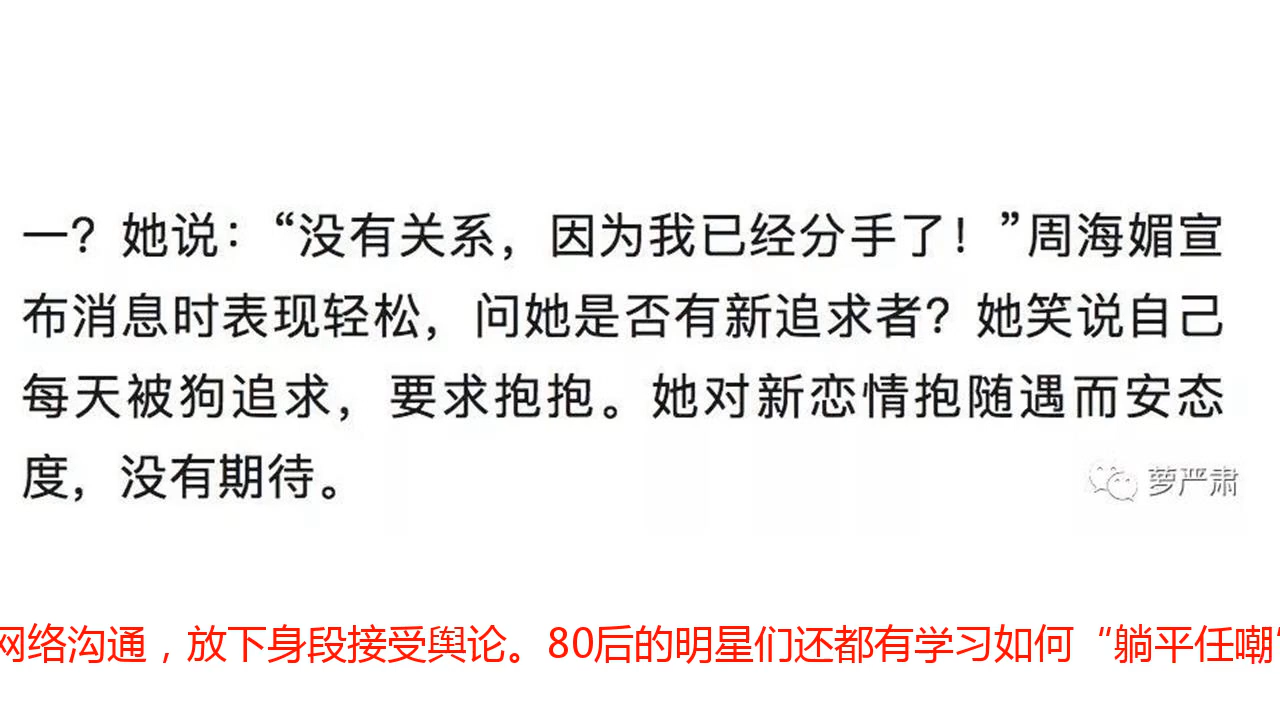 一？她说：“没有关系，因为我已经分手了！”周海媚宣
布消息时表现轻松，问她是否有新追求者？她笑说自己
每天被狗追求，要求抱抱。她对新恋情抱随遇而安态
度，没有期待。
萝严肃
网络沟通，放下身段接受舆论。80后的明星们还都有学习如何“躺平任嘲”